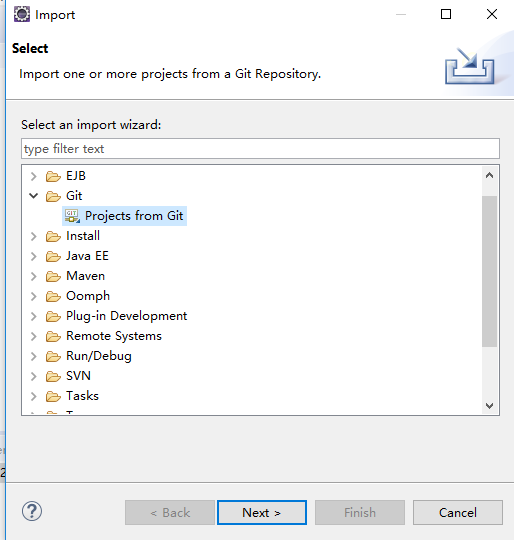 Import
Select
Import one or more projects from a Git Repository.
Select an import wizard:
type filter text
EJB
Git
GIT Projects from Git
Install
Java EE
Maven
Oomph
Plug-in Development
Remote Systems
Run/Debug
SVN
Tasks
? < Back Next > Finish Cancel